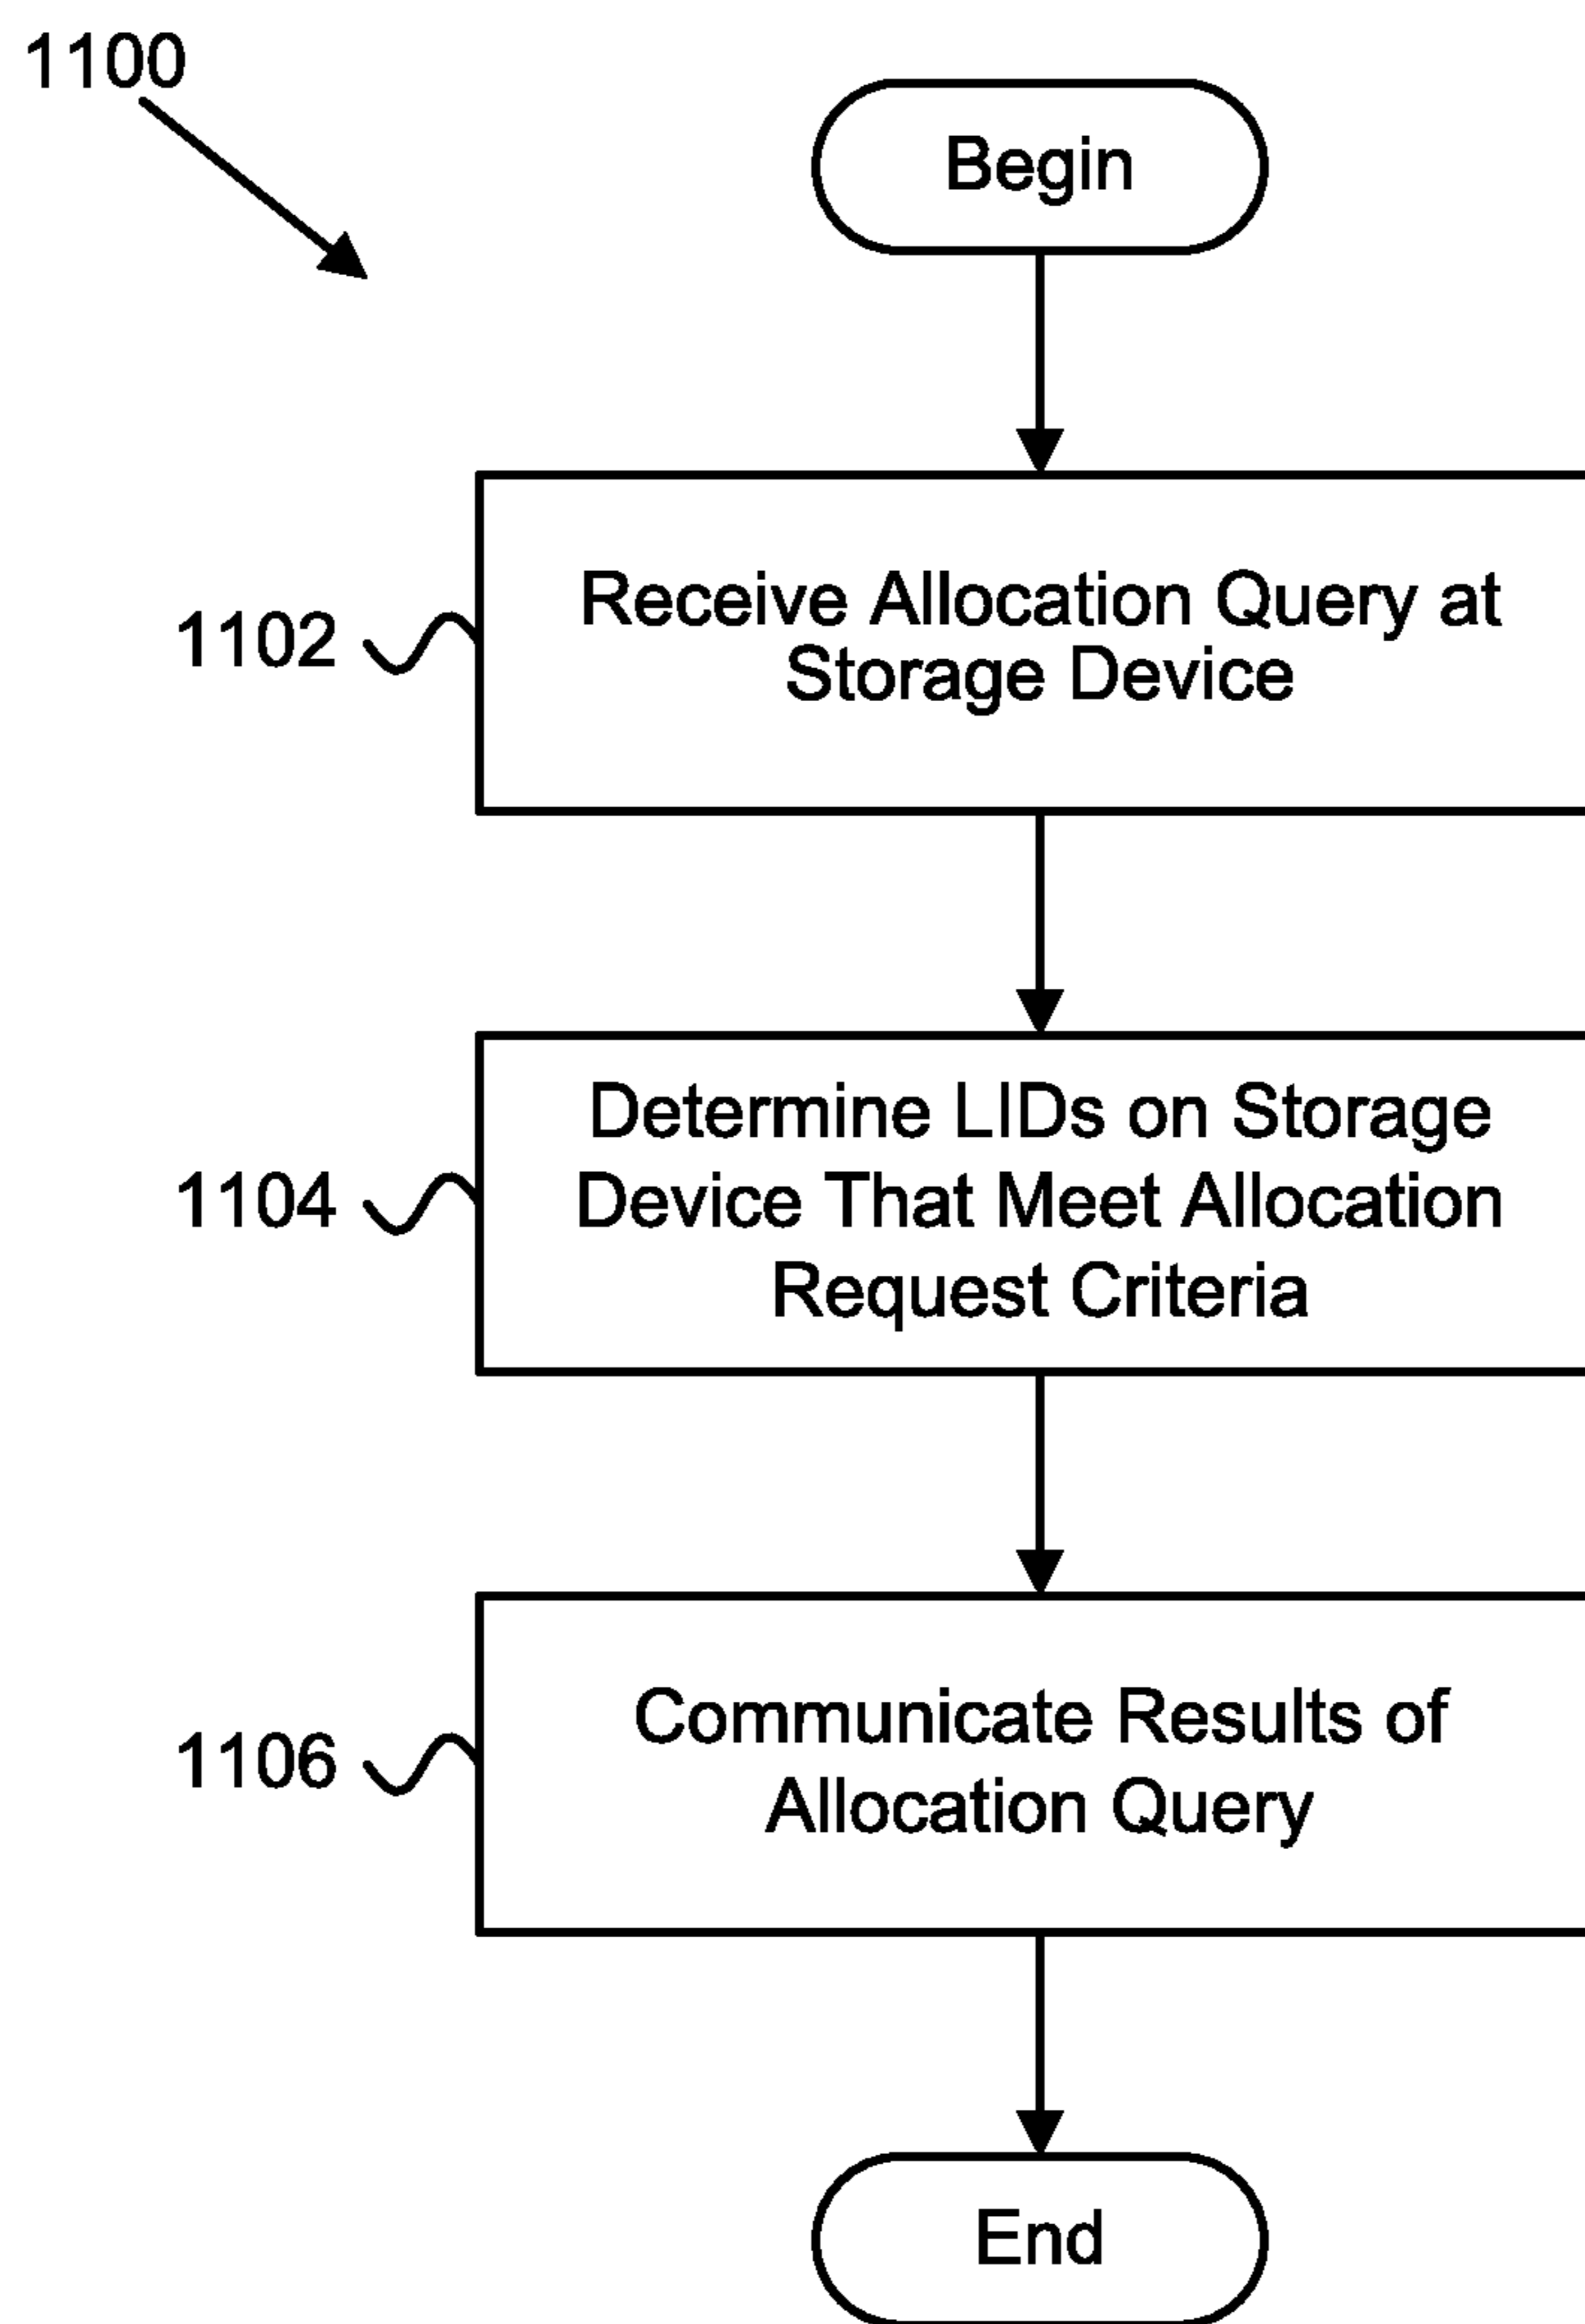 1100
Begin
1102
Receive Allocation Query at
Storage Device
1104
Determine LIDs on Storage
Device That Meet Allocation
Request Criteria
1106
Communicate Results of
Allocation Query
End